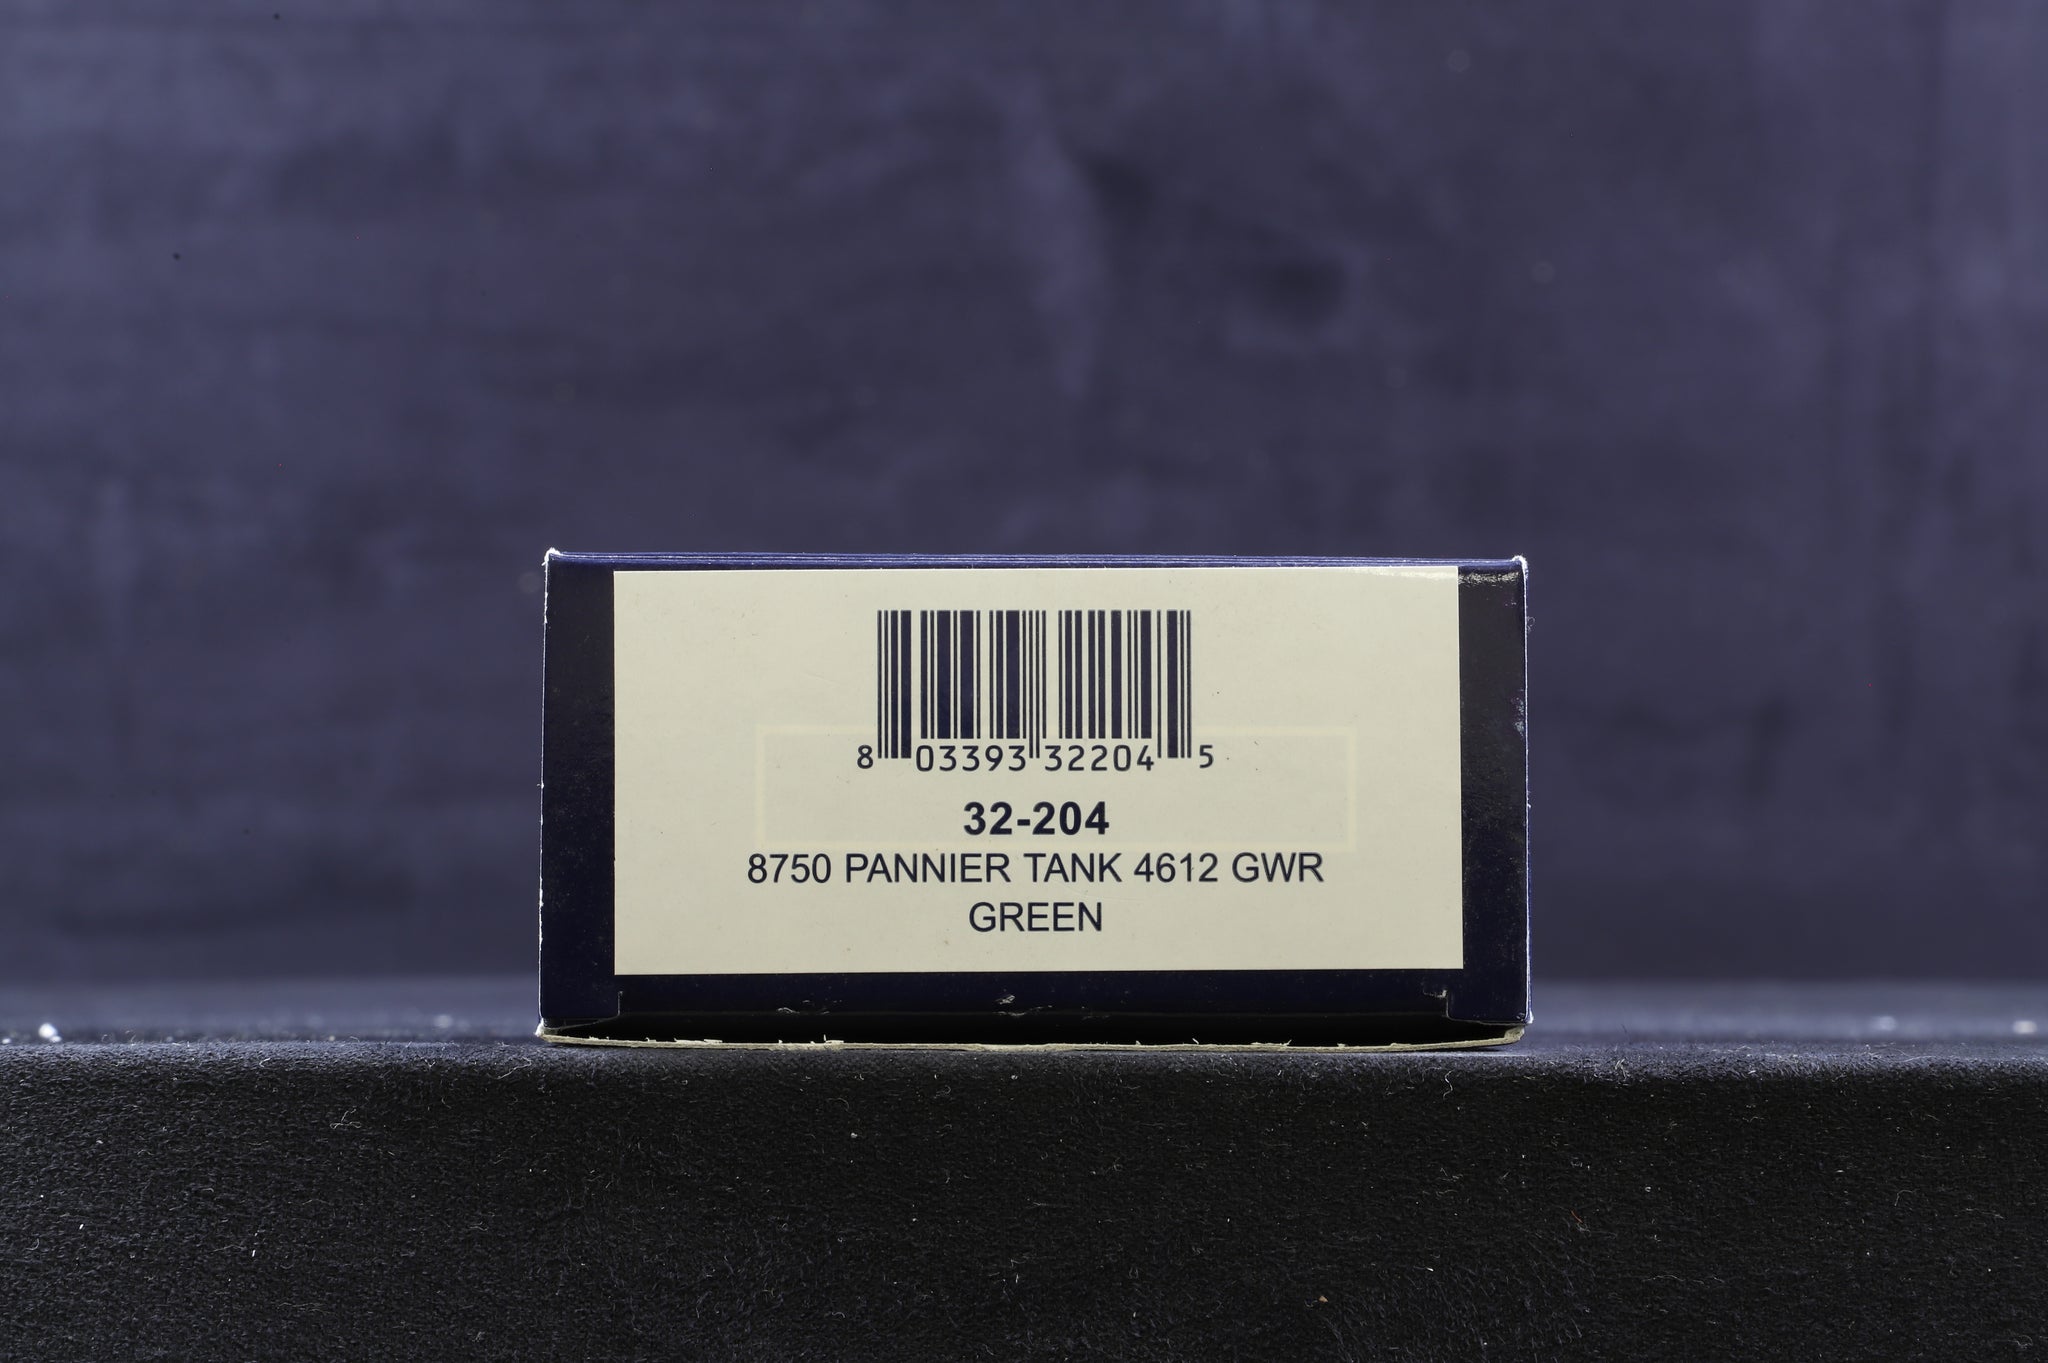 8 03393 32204 5
32-204
8750 PANNIER TANK 4612 GWR
GREEN